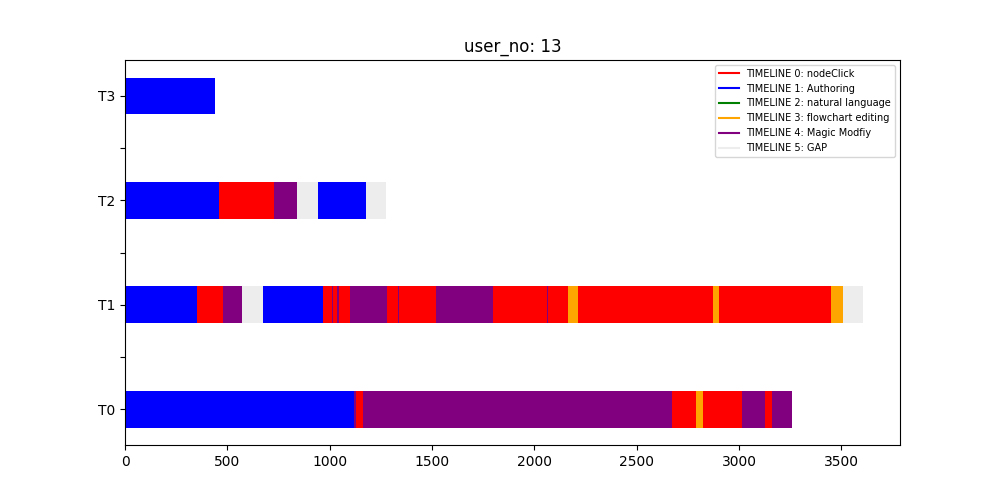 user_no: 13
TIMELINE 0: nodeClick
TIMELINE 1: Authoring
TIMELINE 2: natural language
TIMELINE 3: flowchart editing
TIMELINE 4: Magic Modfiy
TIMELINE 5: GAP
T3
T2
T1
T0
0 500 1000 1500 2000 2500 3000 3500